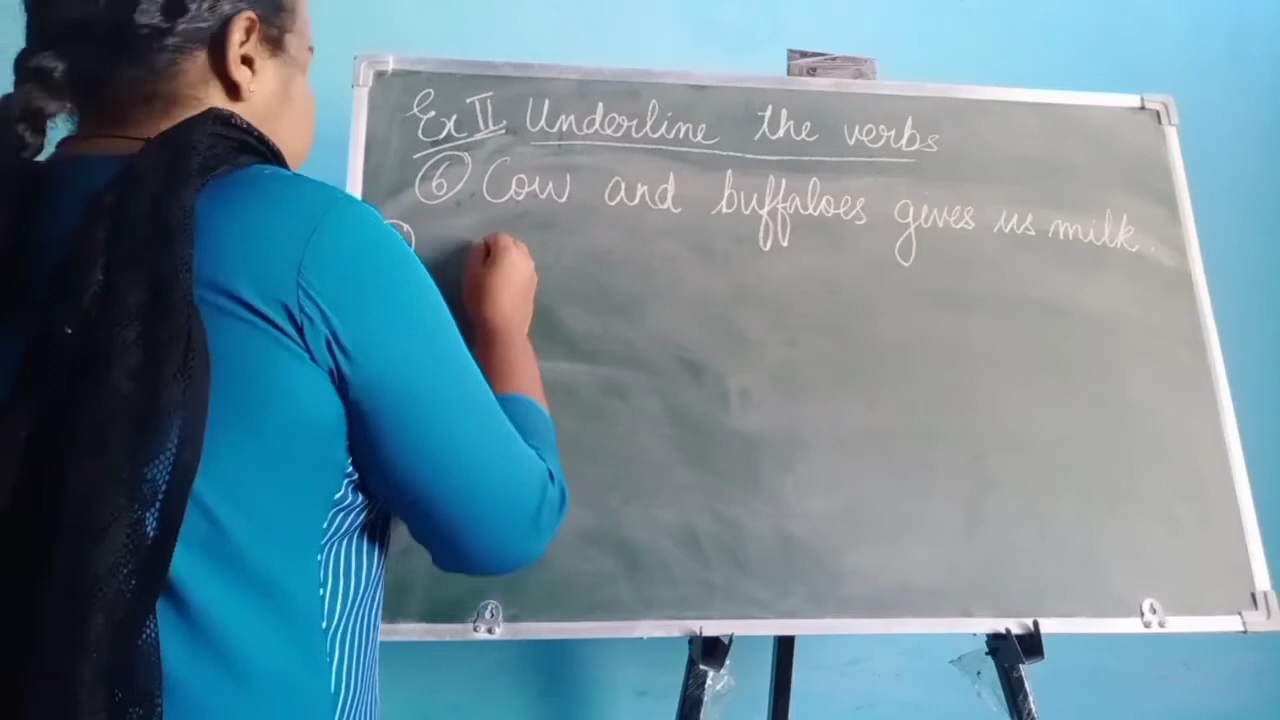 Ex II Underline the verbs
6 Cow and buffaloes gives us milk.